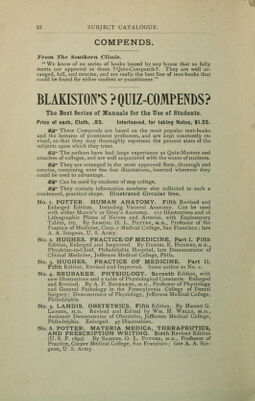 22 SUBJECT CATALOGUE.
COMPENDS.
From The Southern Clinic.
"We know of no series of books issued by any house that so fully
meets our approval as these ? Quiz-Compends ?. They are well ar-
ranged, full, and concise, and are really the best line of text-books that
could be found for either student or practitioner."
BLAKISTON'S ? QUIZ-COMPENDS ?
The Best Series of Manuals for the Use of Students.
Price of each, Cloth, .80. Interleaved, for taking Notes, $1.25.
These Compends are based on the most popular text-books
and the lectures of prominent professors, and are kept constantly re-
vised, so that they may thoroughly represent the present state of the
subjects upon which they treat.
The authors have had large experience as Quiz-Masters and
attaches of colleges, and are well acquainted with the wants of students.
They are arranged in the most approved form, thorough and
concise, containing over 600 fine illustrations, inserted wherever they
could be used to advantage.
Can be used by students of any college.
They contain information nowhere else collected in such a
condensed, practical shape. Illustrated Circular free.
No. 1. POTTER. HUMAN ANATOMY. Fifth Revised and
Enlarged Edition. Including Visceral Anatomy. Can be used
with either Morris's or Gray's Anatomy. 117 Illustrations and 16
Lithographic Plates of Nerves and Arteries, with Explanatory
Tables, etc. By SAMUEL O. L. POTTER, M.D., Professor of the
Practice of Medicine, Cooper Medical College, San Francisco; late
A. A. Surgeon, U. S. Army.
No. 2. HUGHES. PRACTICE OF MEDICINE. Part I. Fifth
Edition, Enlarged and Improved. By DANIEL E. HUGHES, M.D.,
Physician-in-Chief, Philadelphia Hospital, late Demonstrator of
Clinical Medicine, Jefferson Medical College, Phila.
No. 3. HUGHES. PRACTICE OF MEDICINE. Part II.
Fifth Edition, Revised and Improved. Same author as No. 2.
No. 4. BRUBAKER. PHYSIOLOGY. Seventh Edition, with
new Illustrations and a table of Physiological Constants. Enlarged
and Revised. By A. P. BRUBAKER, M.D., Professor of Physiology
and General Pathology in the Pennsylvania College of Dental
Surgery; Demonstrator of Physiology, Jefferson Medical College,
Philadelphia.
No. 5. LANDIS. OBSTETRICS. Fifth Edition. By HENRY G.
LANDIS, M.D. Revised and Edited by WM. H. WELLS, M.D.,
Assistant Demonstrator of Obstetrics, Jefferson Medical College,
Philadelphia. Enlarged. 47 Illustrations.
No. 6. POTTER. MATERIA MEDICA, THERAPEUTICS,
AND PRESCRIPTION WRITING. Sixth Revised Edition
(U. S. P. 1890). By SAMUEL O. L. POTTER, M.D., Professor of
Practice, Cooper Medical College, San Francisco; late A. A. Sur-
geon, U. S. Army.